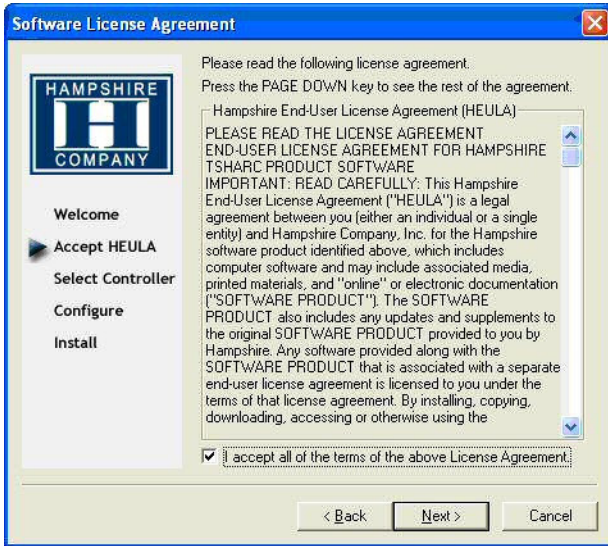 Software License Agreement
HAMPSHIRE
H
COMPANY
Welcome
Accept HEULA
Select Controller
Configure
Install
Please read the following license agreement.
Press the PAGE DOWN key to see the rest of the agreement.
Hampshire End-User License Agreement (HEULA)
PLEASE READ THE LICENSE AGREEMENT
END-USER LICENSE AGREEMENT FOR HAMPSHIRE
TSHARC PRODUCT SOFTWARE
IMPORTANT: READ CAREFULLY: This Hampshire
End-User License Agreement ("HEULA") is a legal
agreement between you (either an individual or a single
entity) and Hampshire Company, Inc. for the Hampshire
software product identified above, which includes
computer software and may include associated media,
printed materials, and "online" or electronic documentation
("SOFTWARE PRODUCT"). The SOFTWARE
PRODUCT also includes any updates and supplements to
the original SOFTWARE PRODUCT provided to you by
Hampshire. Any software provided along with the
SOFTWARE PRODUCT that is associated with a separate
end-user license agreement is licensed to you under the
terms of that license agreement. By installing, copying,
downloading, accessing or otherwise using the
I accept all of the terms of the above License Agreement.
< Back
Next >
Cancel